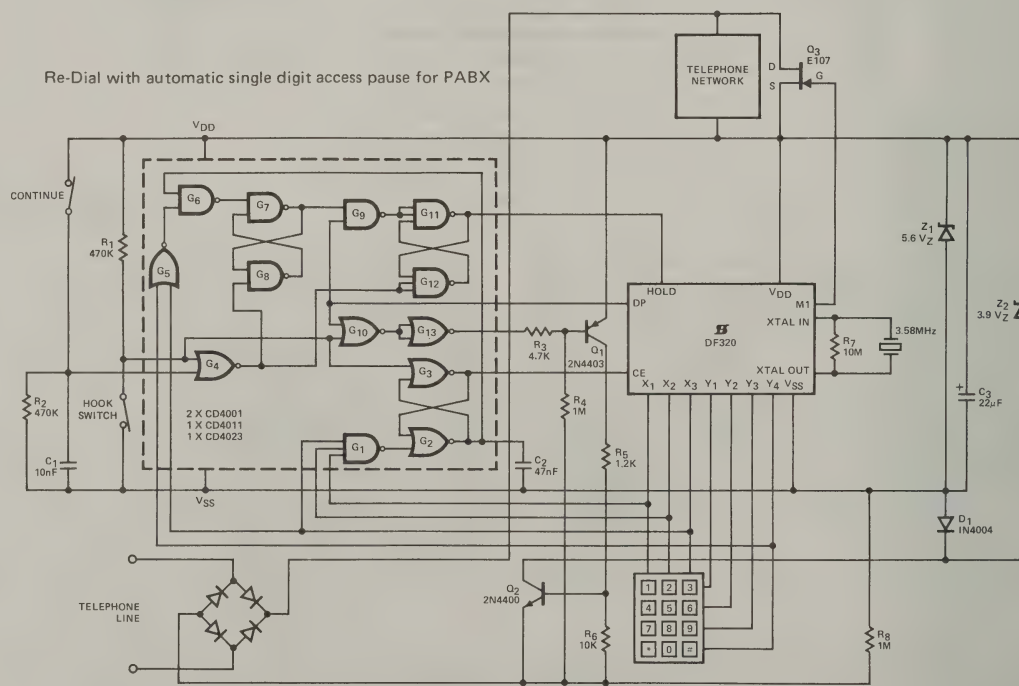 Re-Dial with automatic single digit access pause for PABX
TELEPHONE
NETWORK
D
S
G
Q3
E107
VDD
CONTINUE
R1
470K
G6
G7
G9
G11
Z1
5.6 VZ
G5
G8
G12
HOLD
VDD
M1
DP
XTAL IN
Z2
3.9 VZ
G10
G13
R3
4.7K
Q1
2N4403
DF320
R7
10M
3.58MHz
G4
G3
CE
XTAL OUT
X1 X2 X3 Y1 Y2 Y3 Y4 VSS
C3
22µF
+
R2
470K
HOOK
SWITCH
2 X CD4001
1 X CD4011
1 X CD4023
R4
1M
G1
G2
R5
1.2K
C1
10nF
C2
47nF
VSS
D1
IN4004
Q2
2N4400
1 2 3
4 5 6
7 8 9
* 0 #
TELEPHONE
LINE
R6
10K
R8
1M